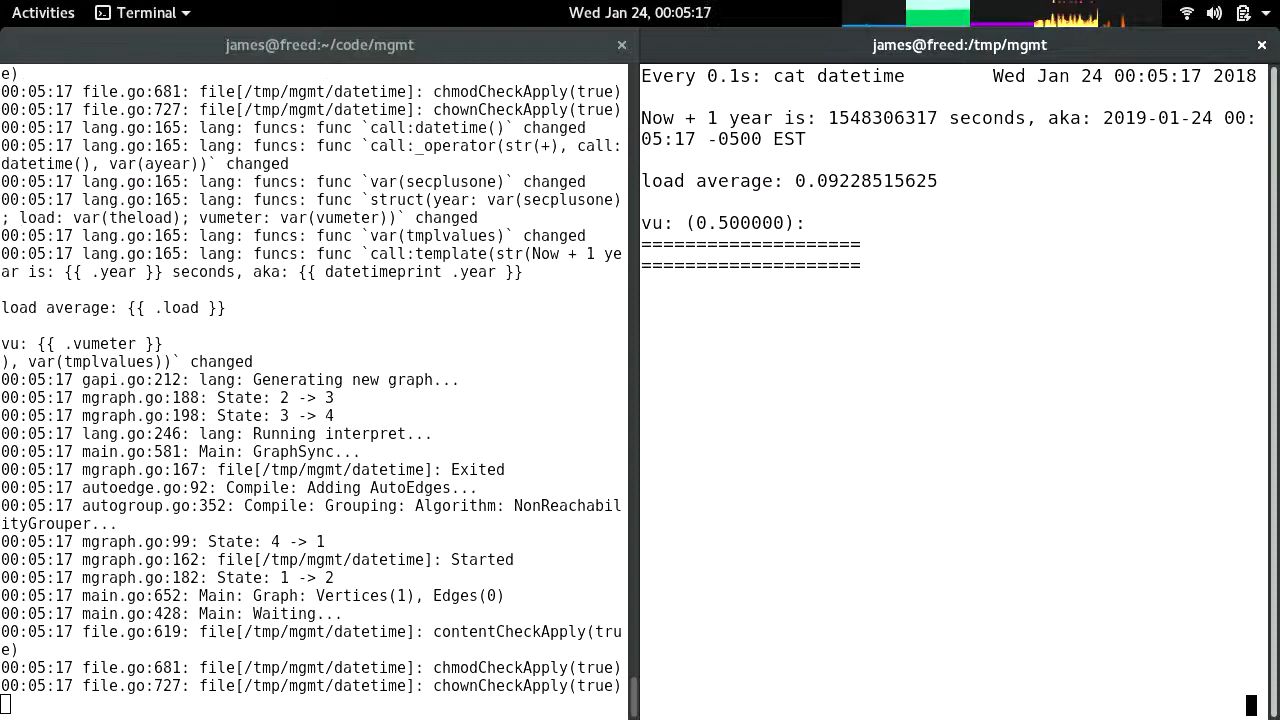 Activities Terminal Wed Jan 24, 00:05:17
james@freed:~/code/mgmt
e)
00:05:17 file.go:681: file[/tmp/mgmt/datetime]: chmodCheckApply(true)
00:05:17 file.go:727: file[/tmp/mgmt/datetime]: chownCheckApply(true)
00:05:17 lang.go:165: lang: funcs: func `call:datetime()` changed
00:05:17 lang.go:165: lang: funcs: func `call:_operator(str(+), call:
datetime(), var(ayear))` changed
00:05:17 lang.go:165: lang: funcs: func `var(secplusone)` changed
00:05:17 lang.go:165: lang: funcs: func `struct(year: var(secplusone)
; load: var(theload); vumeter: var(vumeter))` changed
00:05:17 lang.go:165: lang: funcs: func `var(tmplvalues)` changed
00:05:17 lang.go:165: lang: funcs: func `call:template(str(Now + 1 ye
ar is: {{ .year }} seconds, aka: {{ datetimeprint .year }}
load average: {{ .load }}
vu: {{ .vumeter }}
), var(tmplvalues))` changed
00:05:17 gapi.go:212: lang: Generating new graph...
00:05:17 mgraph.go:188: State: 2 -> 3
00:05:17 mgraph.go:198: State: 3 -> 4
00:05:17 lang.go:246: lang: Running interpret...
00:05:17 main.go:581: Main: GraphSync...
00:05:17 mgraph.go:167: file[/tmp/mgmt/datetime]: Exited
00:05:17 autoedge.go:92: Compile: Adding AutoEdges...
00:05:17 autogroup.go:352: Compile: Grouping: Algorithm: NonReachabil
ityGrouper...
00:05:17 mgraph.go:99: State: 4 -> 1
00:05:17 mgraph.go:162: file[/tmp/mgmt/datetime]: Started
00:05:17 mgraph.go:182: State: 1 -> 2
00:05:17 main.go:652: Main: Graph: Vertices(1), Edges(0)
00:05:17 main.go:428: Main: Waiting...
00:05:17 file.go:619: file[/tmp/mgmt/datetime]: contentCheckApply(tru
e)
00:05:17 file.go:681: file[/tmp/mgmt/datetime]: chmodCheckApply(true)
00:05:17 file.go:727: file[/tmp/mgmt/datetime]: chownCheckApply(true)
james@freed:/tmp/mgmt
Every 0.1s: cat datetime Wed Jan 24 00:05:17 2018
Now + 1 year is: 1548306317 seconds, aka: 2019-01-24 00:
05:17 -0500 EST
load average: 0.09228515625
vu: (0.500000):
====================
====================